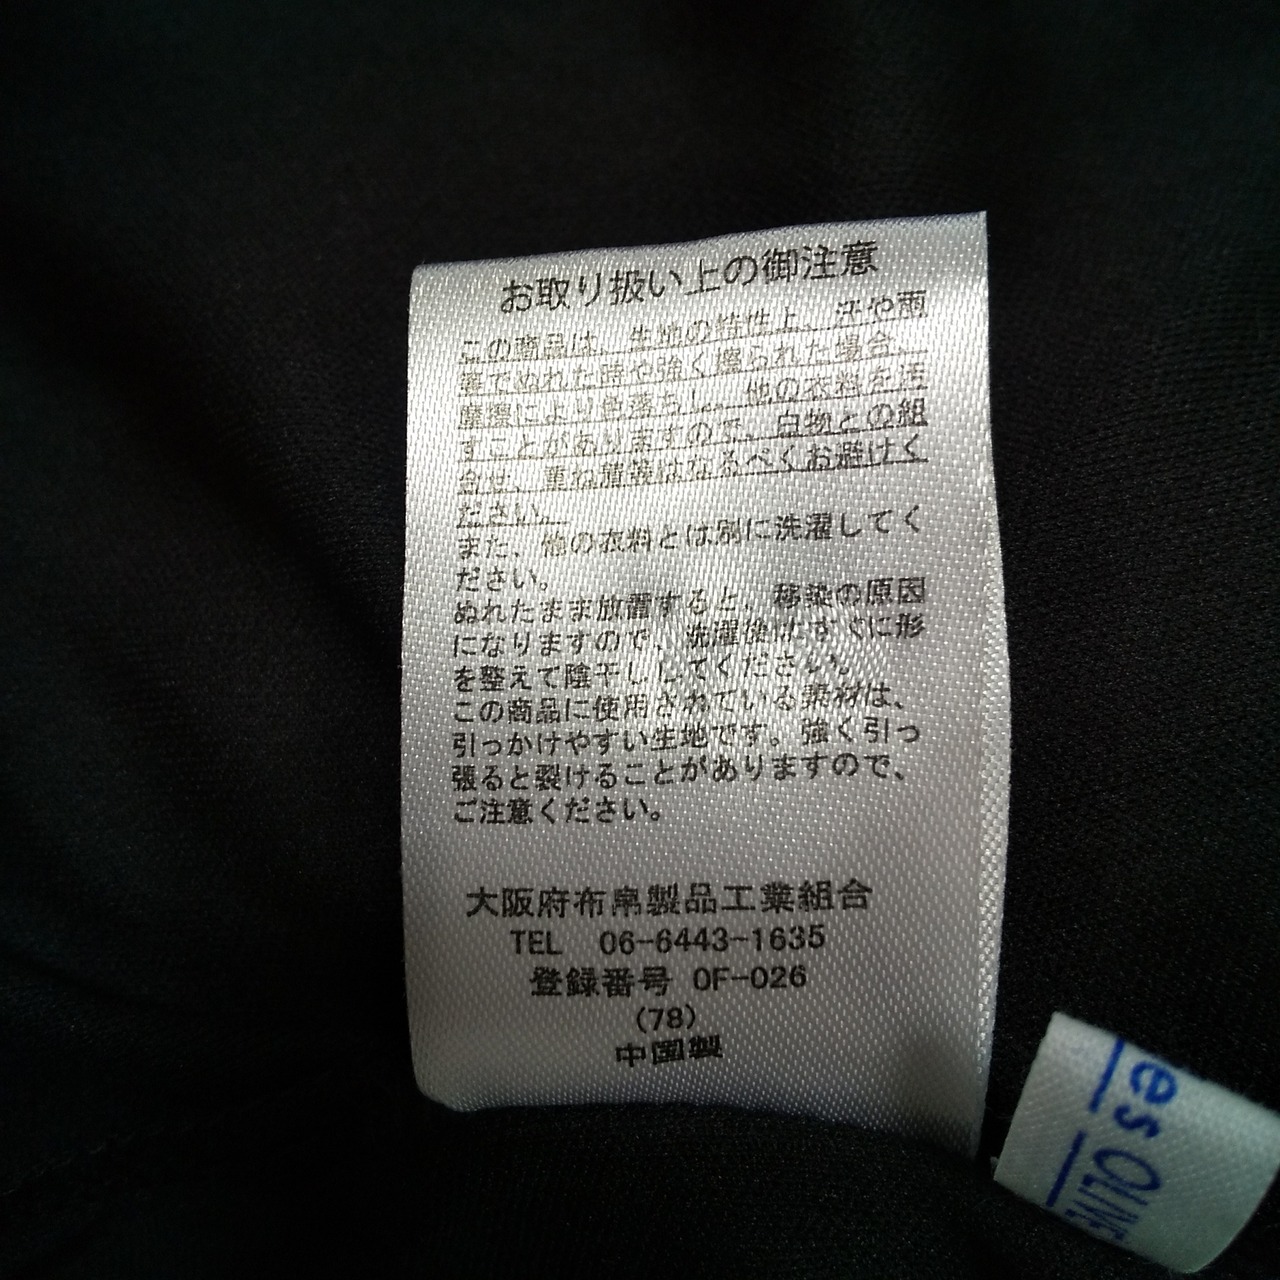 お取り扱い上の御注意
この商品は、生地の特性上、汗や雨
等でぬれた時や強く擦られた場合、
摩擦により色落ちし、他の衣料を汚
すことがありますので、白物との組
合せ、重ね着等はなるべくお避けく
ださい。
また、他の衣料とは別に洗濯してく
ださい。
ぬれたまま放置すると、移染の原因
になりますので、洗濯後はすぐに形
を整えて陰干ししてください。
この商品に使用されている素材は、
引っかけやすい生地です。強く引っ
張ると裂けることがありますので、
ご注意ください。
大阪府布帛製品工業組合
TEL 06-6443-1635
登録番号 OF-026
(78)
中国製
es OLIVE